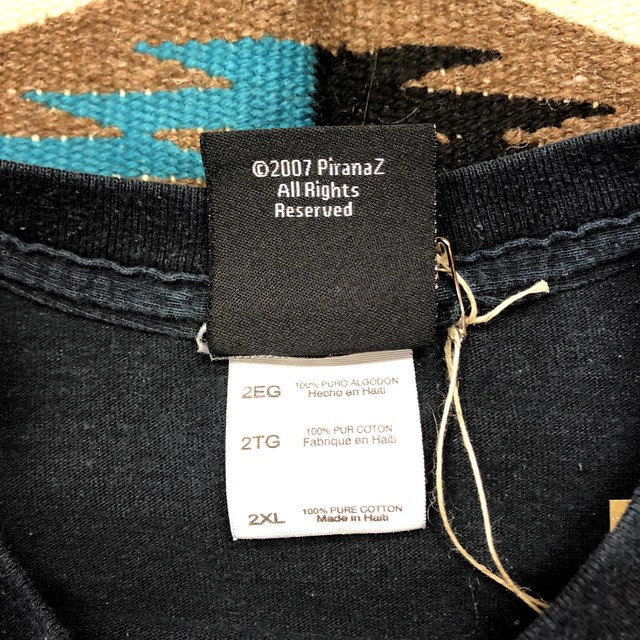 ©2007 PiranaZ
All Rights
Reserved
2EG 100% PURO ALGODON
Hecho en Haiti
2TG 100% PUR COTON
Fabriqué en Haiti
2XL 100% PURE COTTON
Made in Haiti